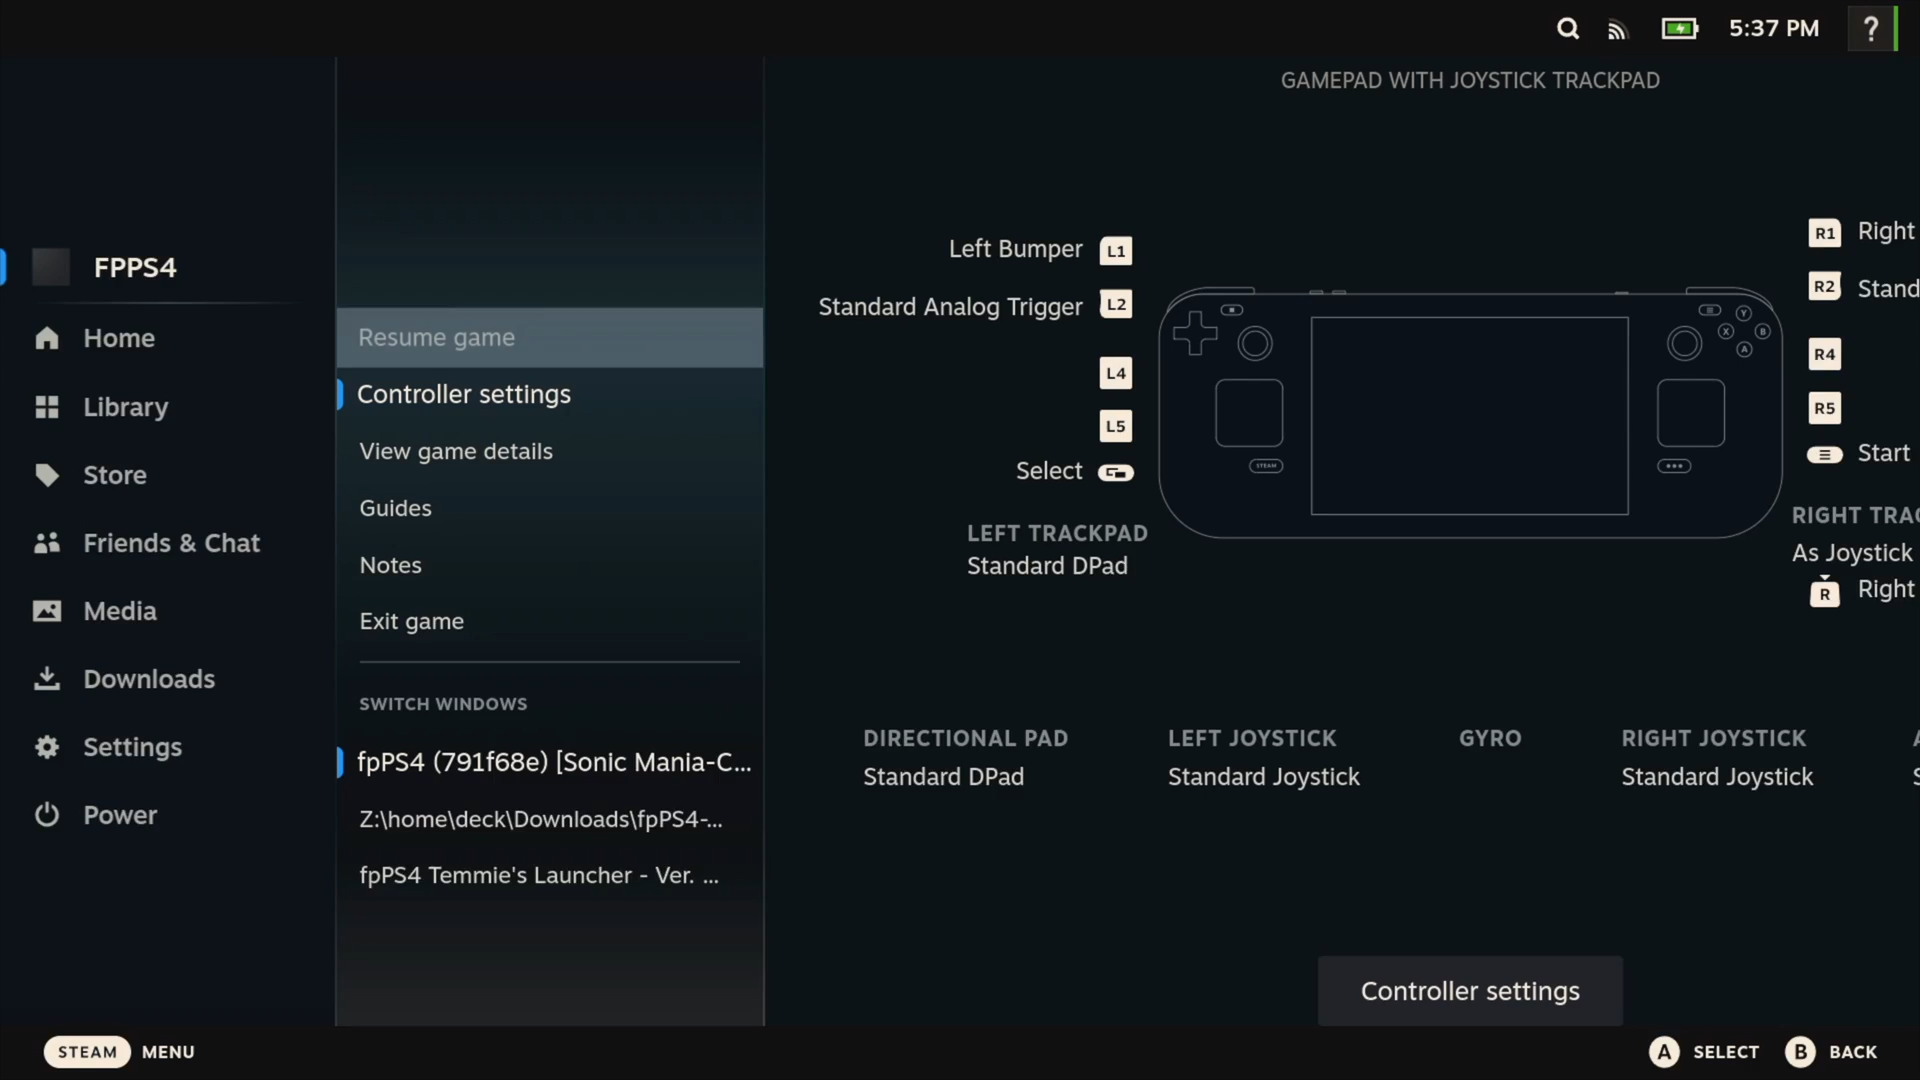 5:37 PM
?
GAMEPAD WITH JOYSTICK TRACKPAD
FPPS4
Home
Library
Store
Friends & Chat
Media
Downloads
Settings
Power
Resume game
Controller settings
View game details
Guides
Notes
Exit game
SWITCH WINDOWS
fpPS4 (791f68e) [Sonic Mania-C...
Z:\home\deck\Downloads\fpPS4-...
fpPS4 Temmie's Launcher - Ver. ...
Left Bumper L1
Standard Analog Trigger L2
L4
L5
Select
LEFT TRACKPAD
Standard DPad
STEAM
Y
X B
A
R1 Right
R2 Stand
R4
R5
Start
RIGHT TRAC
As Joystick
R Right
DIRECTIONAL PAD
Standard DPad
LEFT JOYSTICK
Standard Joystick
GYRO
RIGHT JOYSTICK
Standard Joystick
Controller settings
STEAM MENU
A SELECT B BACK